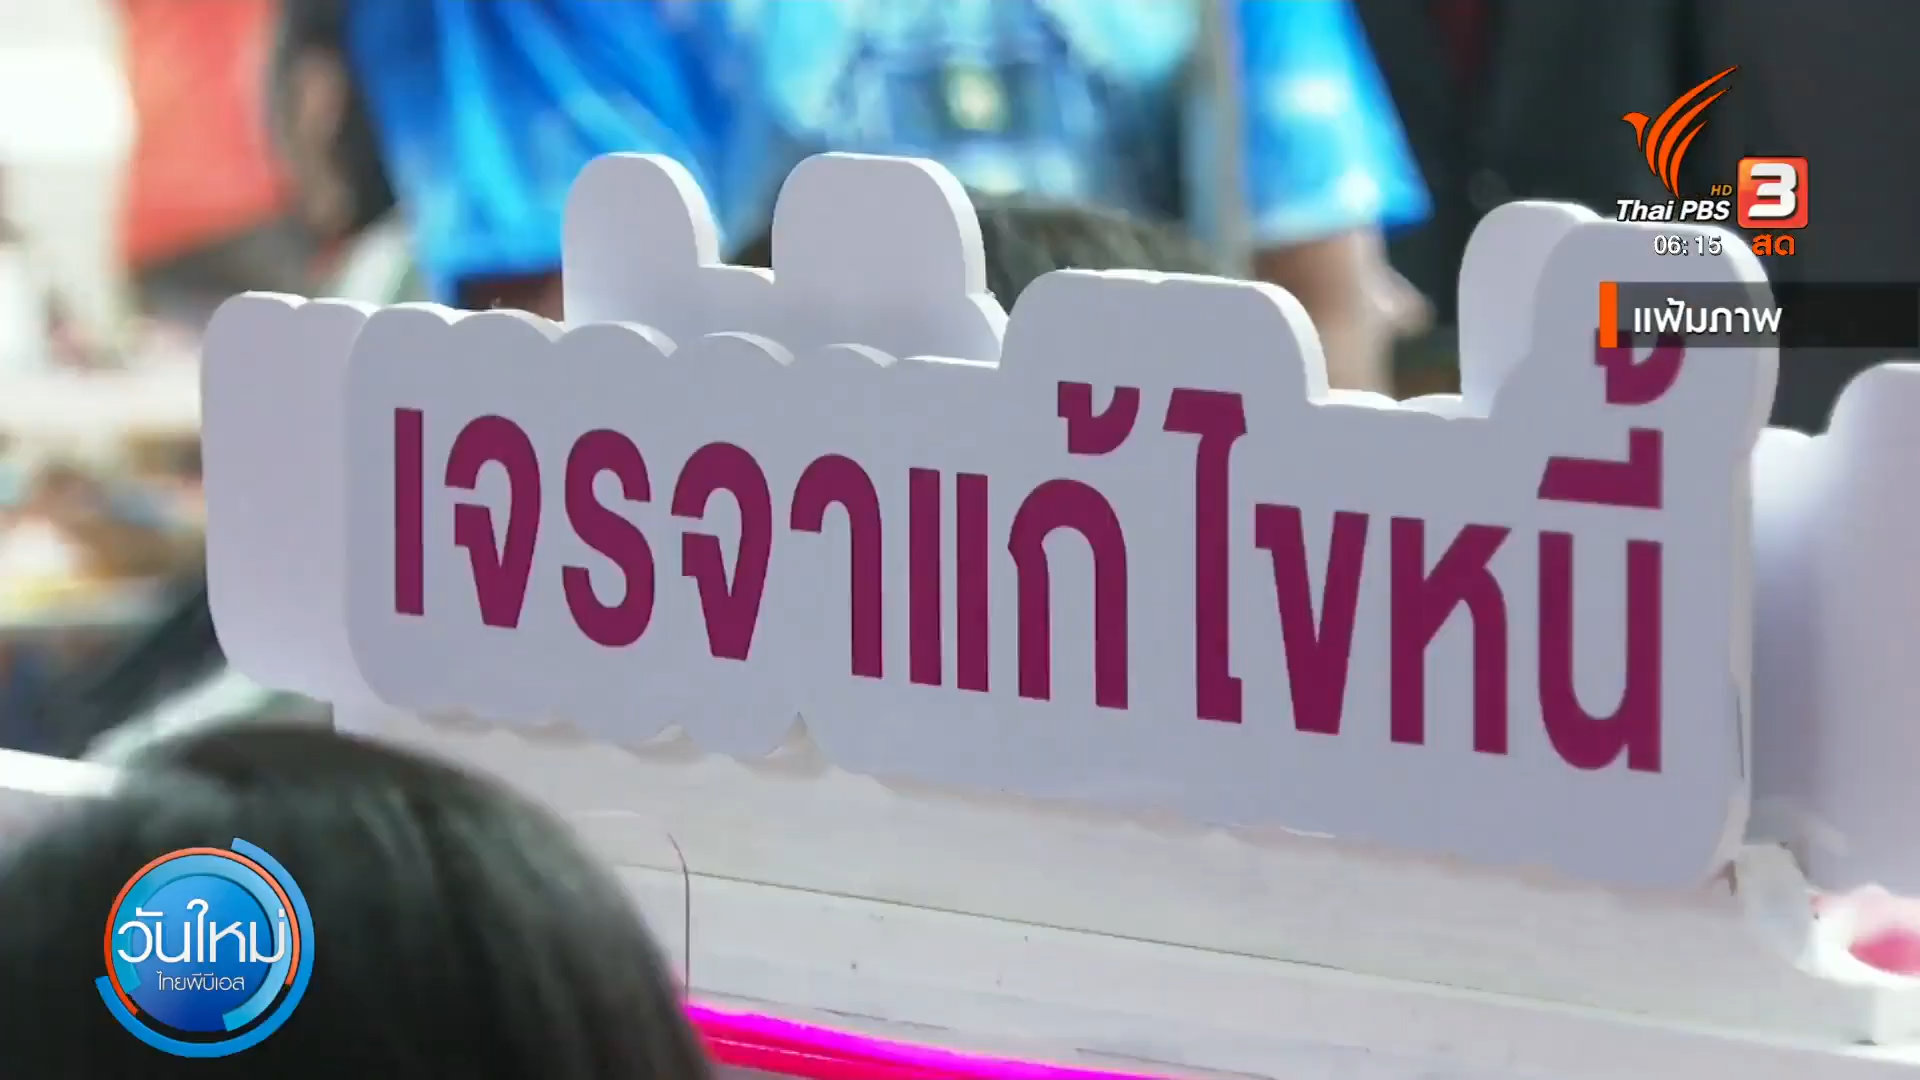 Thai PBS HD 3
06:15 สด
แฟ้มภาพ
เจรจาแก้ไขหนี้
วันใหม่
ไทยพีบีเอส